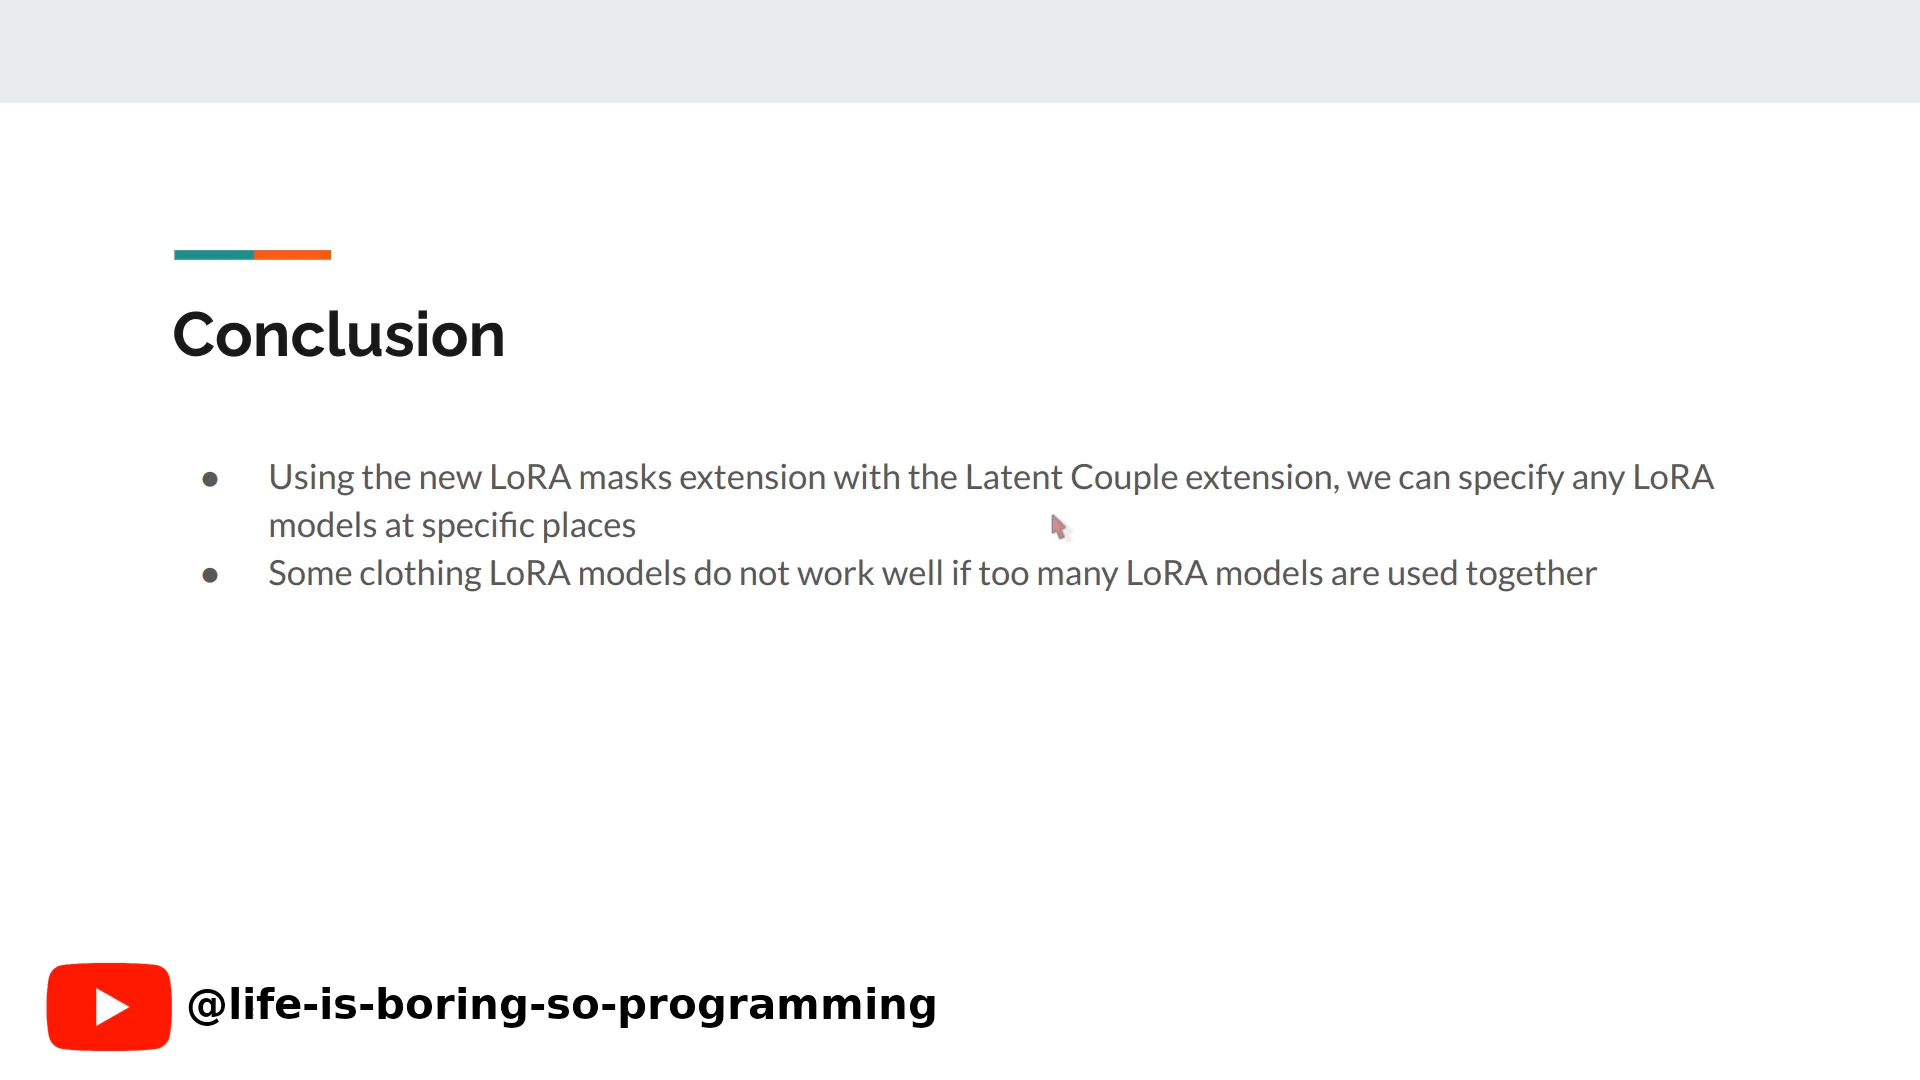 Conclusion
● Using the new LoRA masks extension with the Latent Couple extension, we can specify any LoRA
models at specific places
● Some clothing LoRA models do not work well if too many LoRA models are used together
@life-is-boring-so-programming